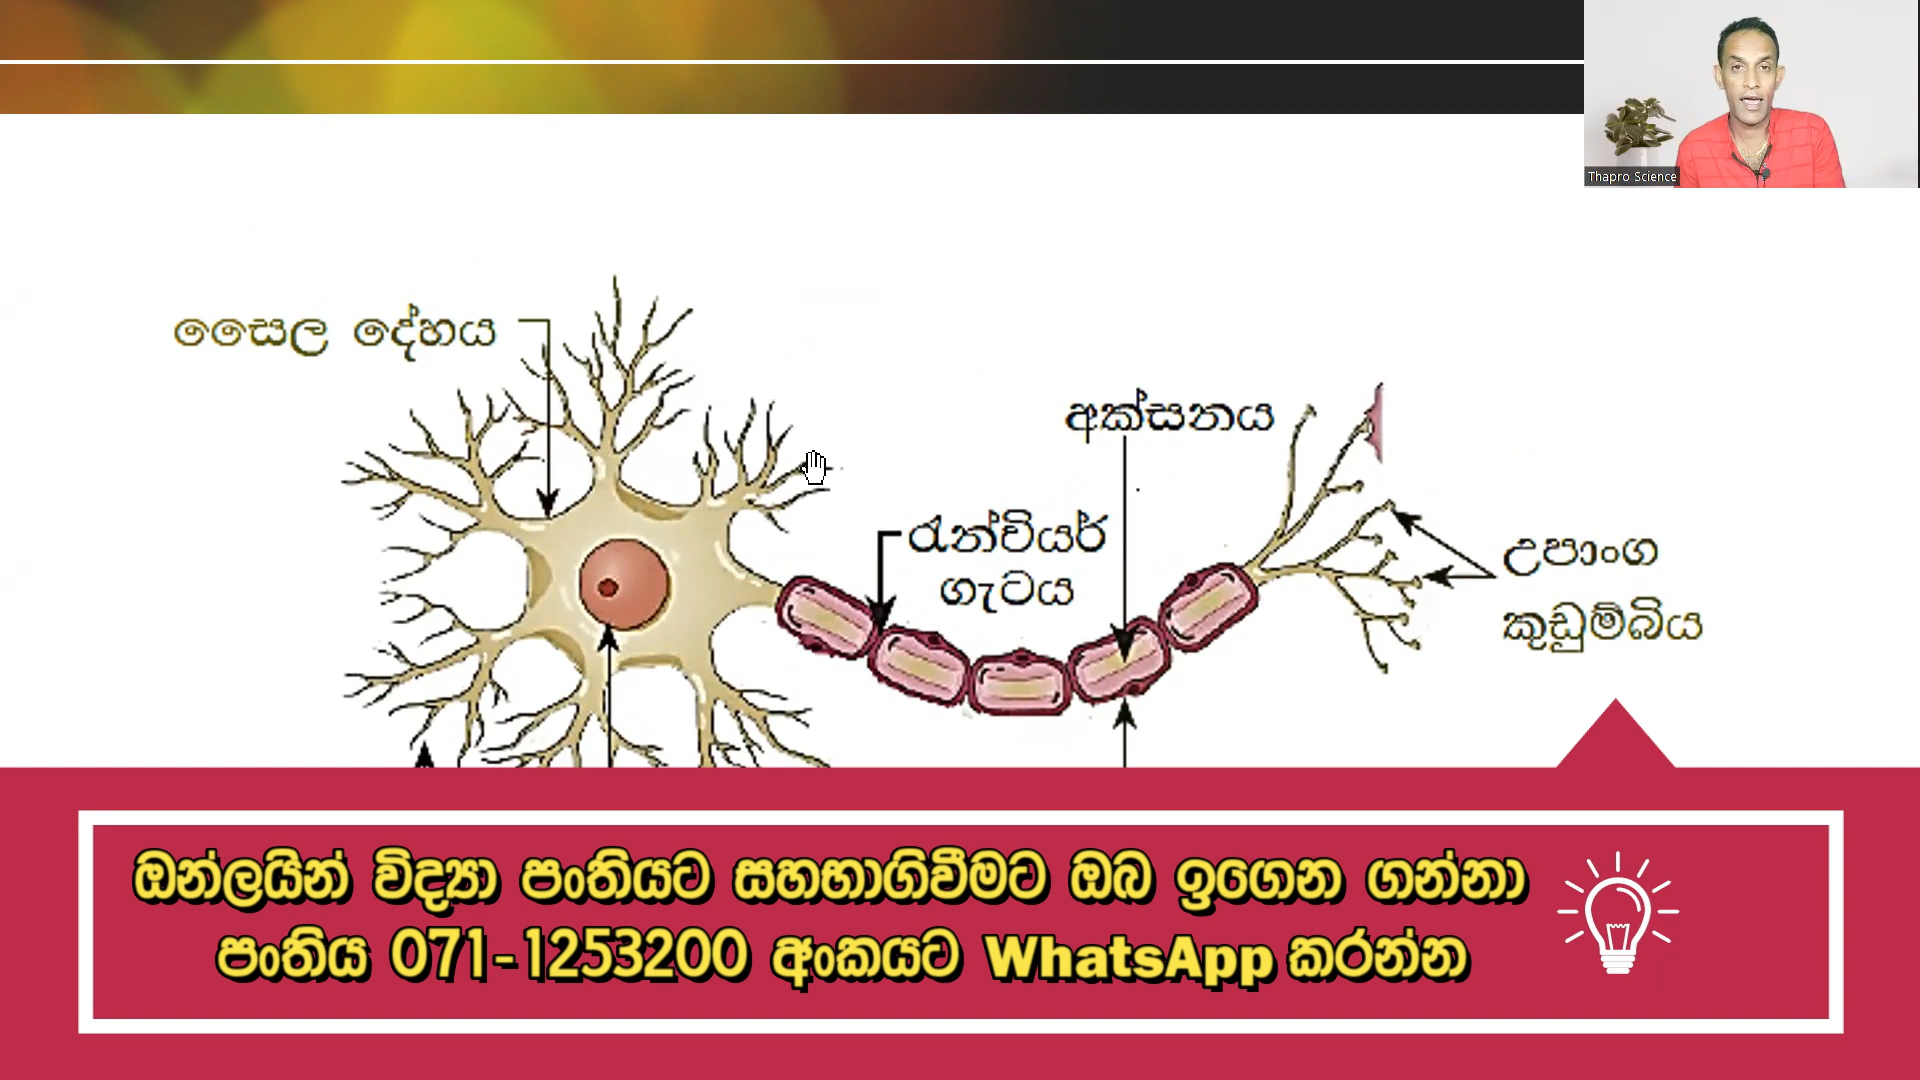 Thapro Science
සෛල දේහය
අක්සනය
රැන්වියර්
ගැටය
උපාංග
කුඩුම්බිය
ඔන්ලයින් විද්‍යා පංතියට සහභාගිවීමට ඔබ ඉගෙන ගන්නා
පංතිය 071-1253200 අංකයට WhatsApp කරන්න